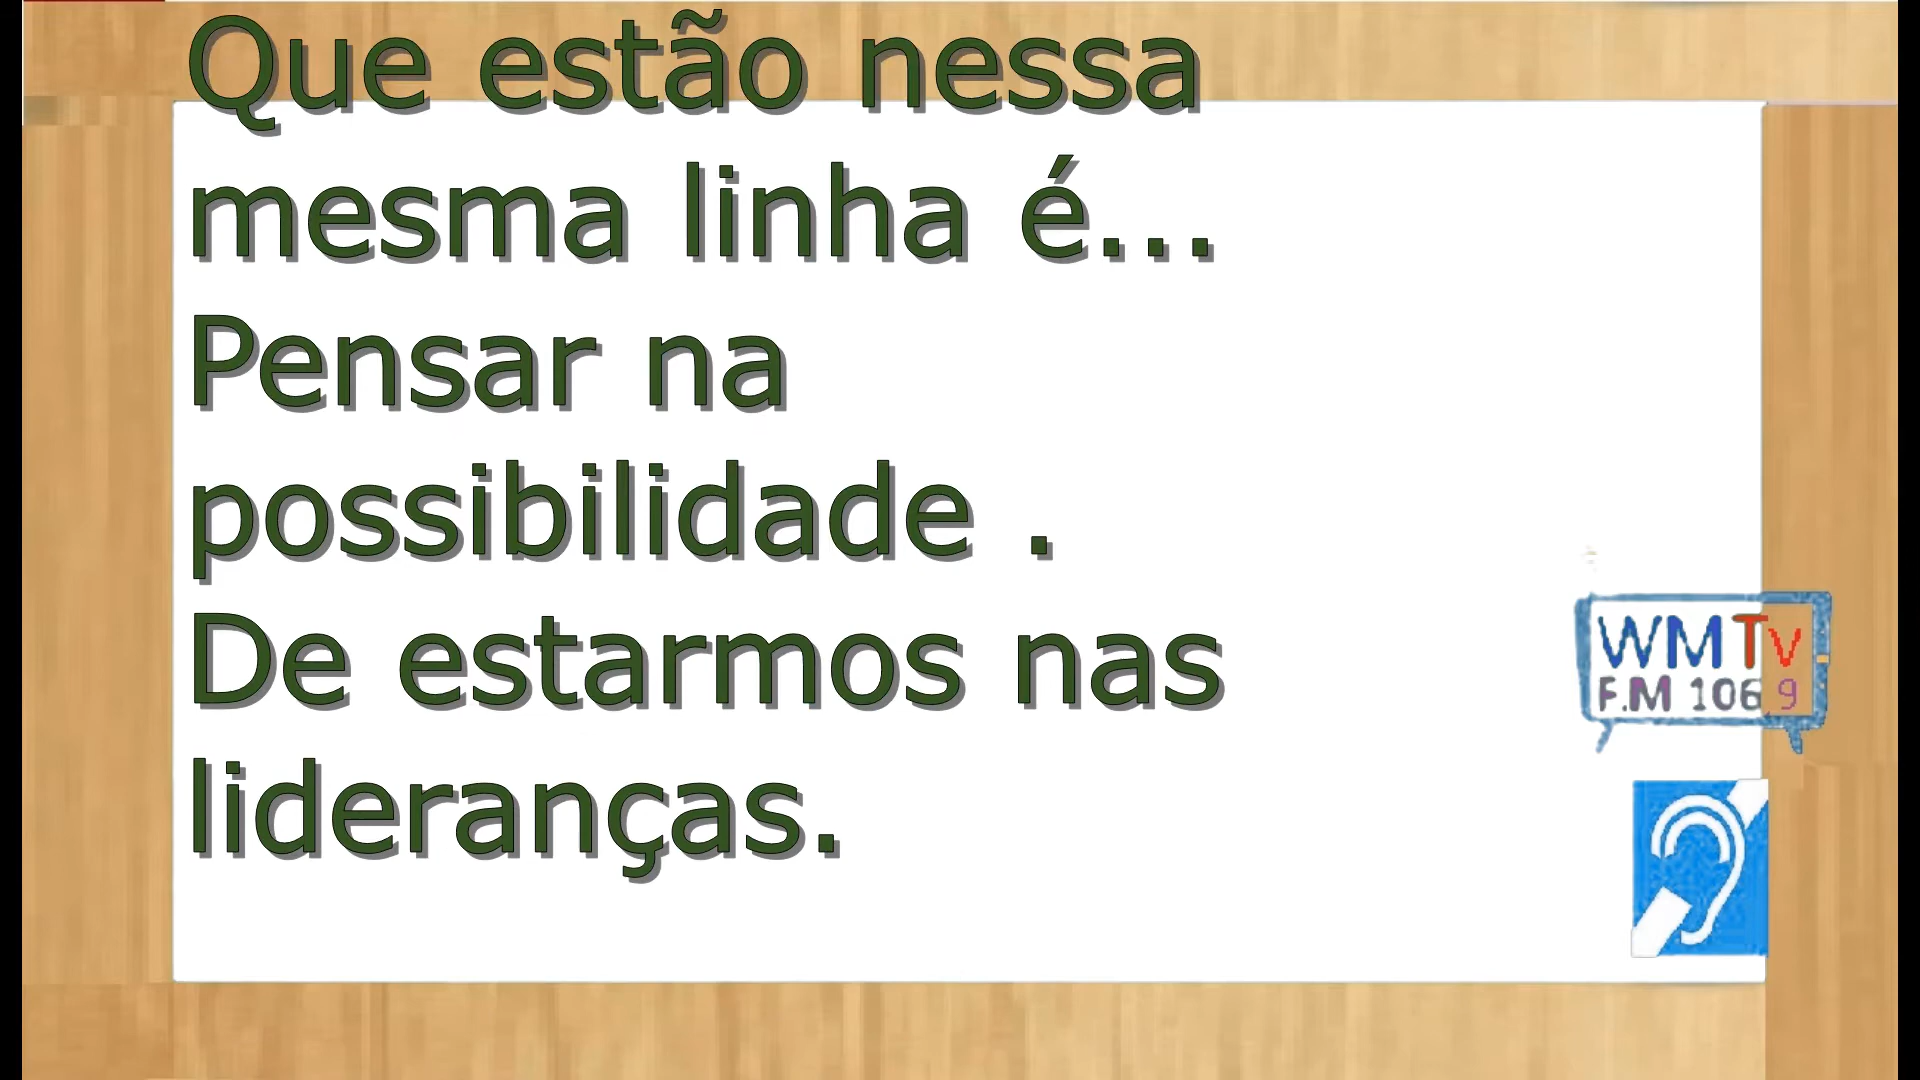 Que estão nessa
mesma linha é...
Pensar na
possibilidade .
De estarmos nas
lideranças.
WMTv
F.M 106,9